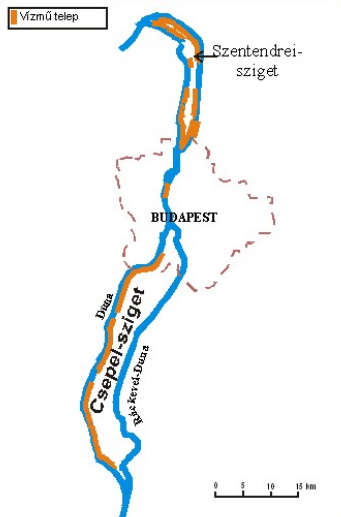 Vízmű telep
Szentendrei-
sziget
BUDAPEST
Duna
Csepel-sziget
Ráckevei-Duna
0 5 10 15 km